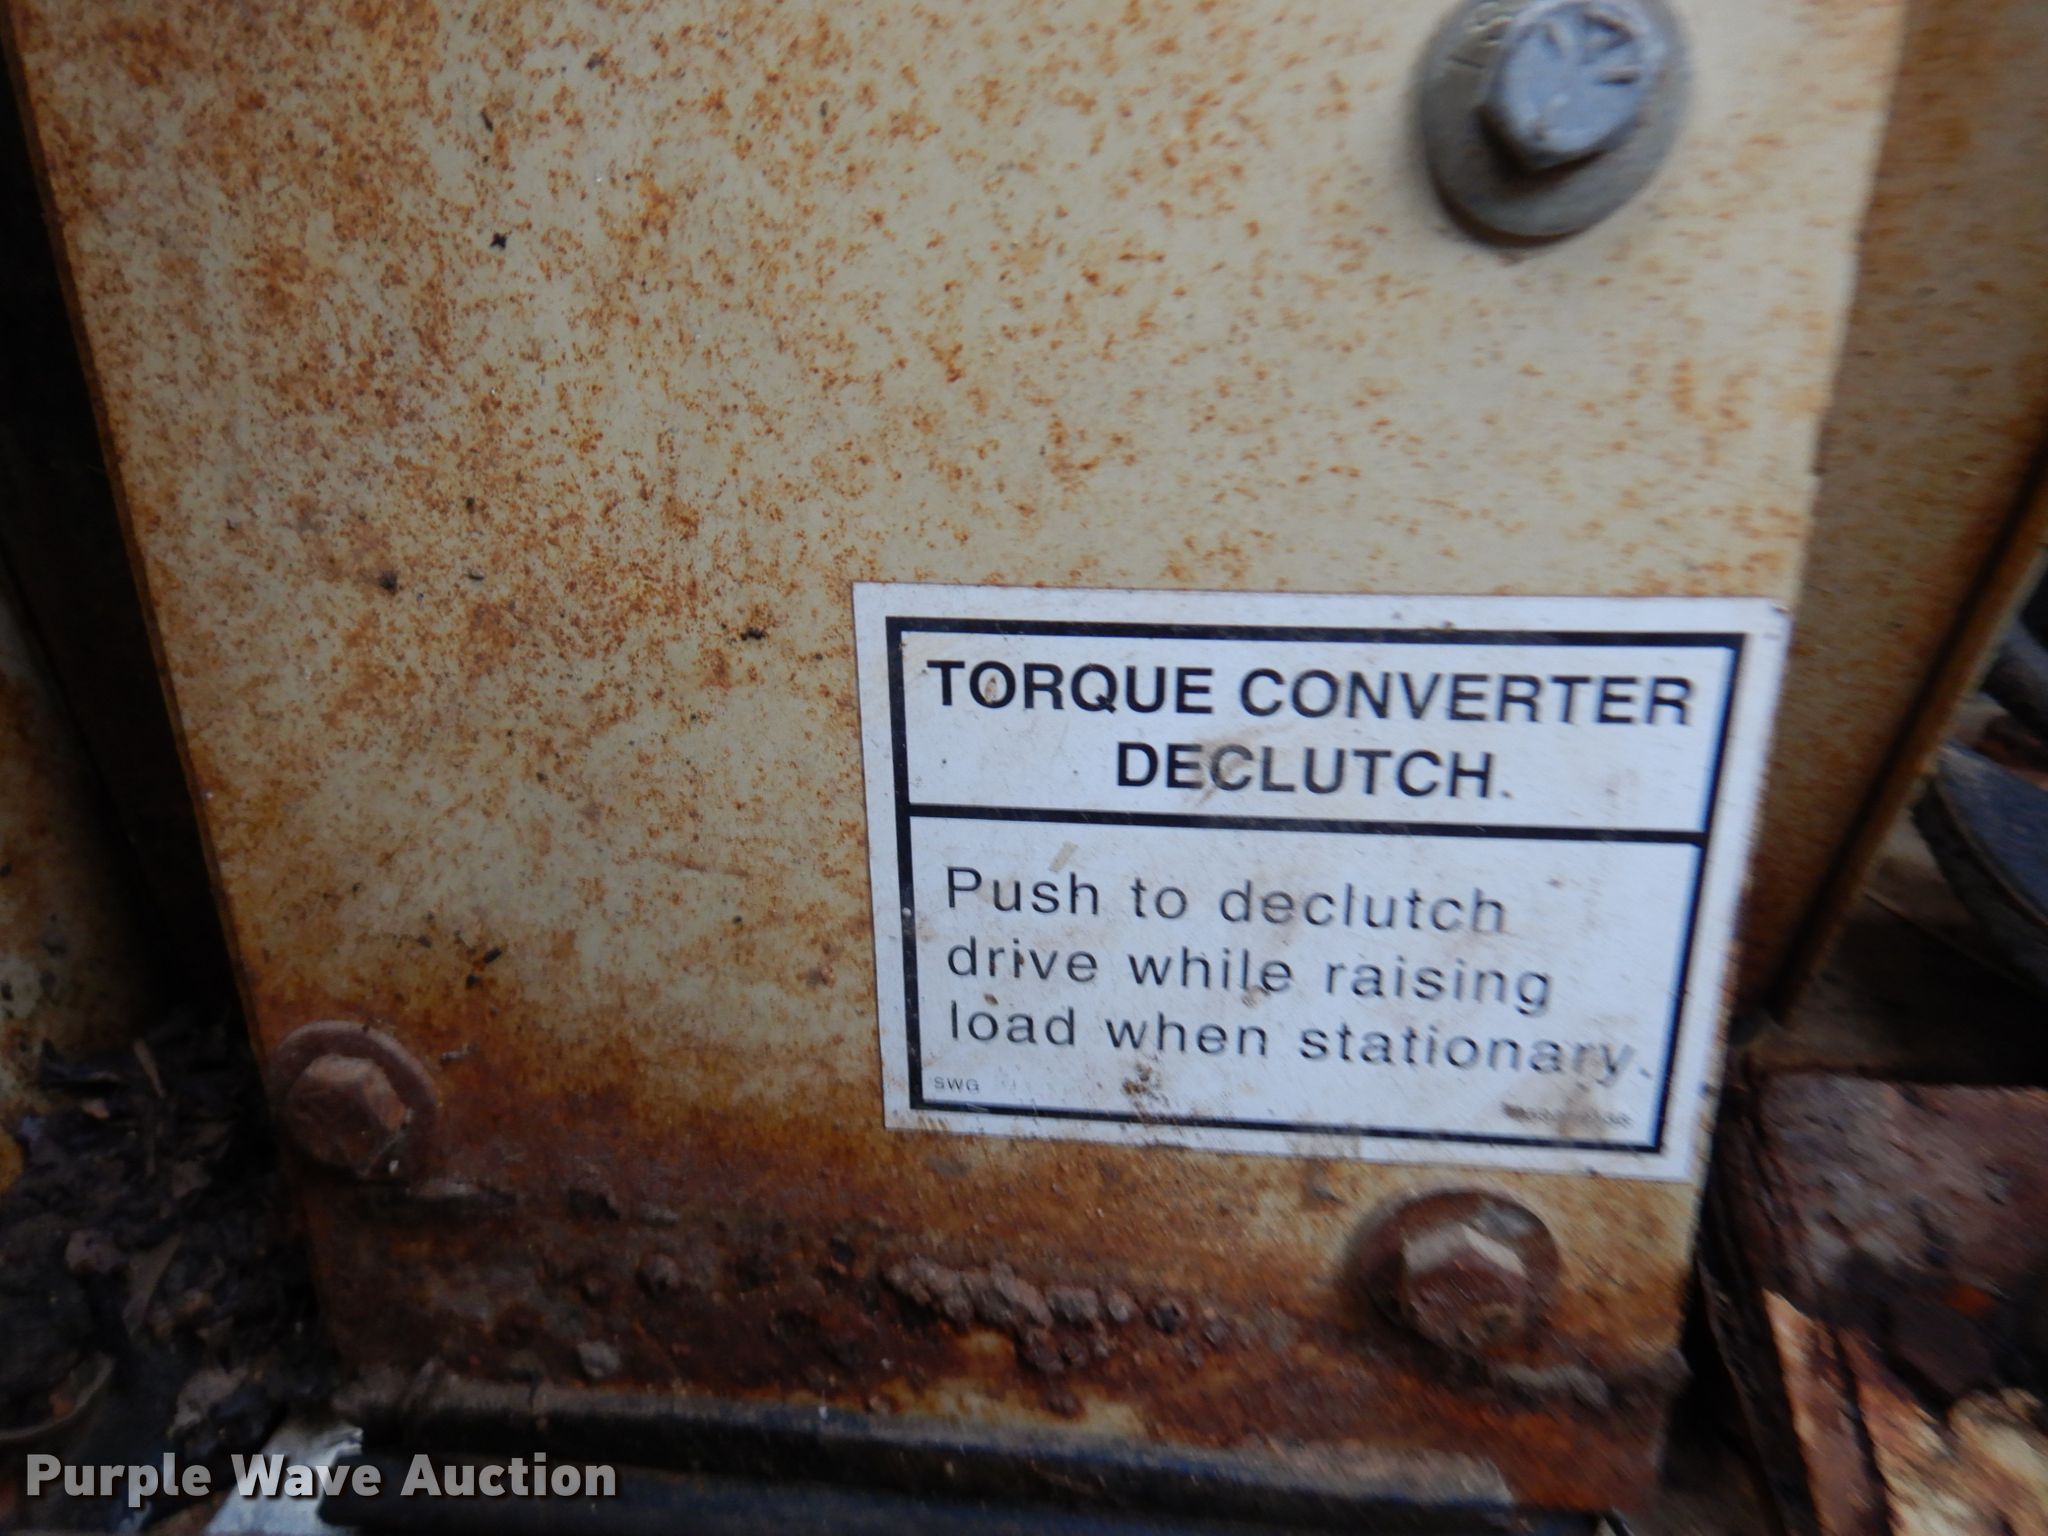 TORQUE CONVERTER
DECLUTCH.
Push to declutch
drive while raising
load when stationary.
SWG
Purple Wave Auction